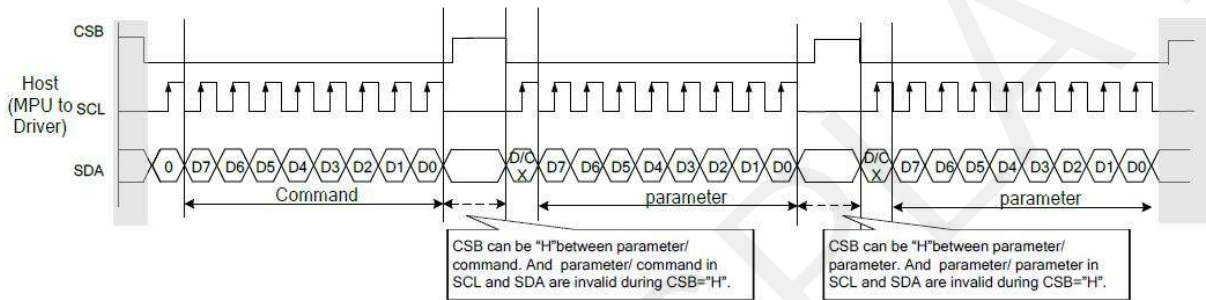 CSB
Host
(MPU to
Driver)
SCL
SDA
0 D7 D6 D5 D4 D3 D2 D1 D0 D/C X D7 D6 D5 D4 D3 D2 D1 D0 D/C X D7 D6 D5 D4 D3 D2 D1 D0
Command parameter parameter
CSB can be "H"between parameter/
command. And parameter/ command in
SCL and SDA are invalid during CSB="H".
CSB can be "H"between parameter/
parameter. And parameter/ parameter in
SCL and SDA are invalid during CSB="H".